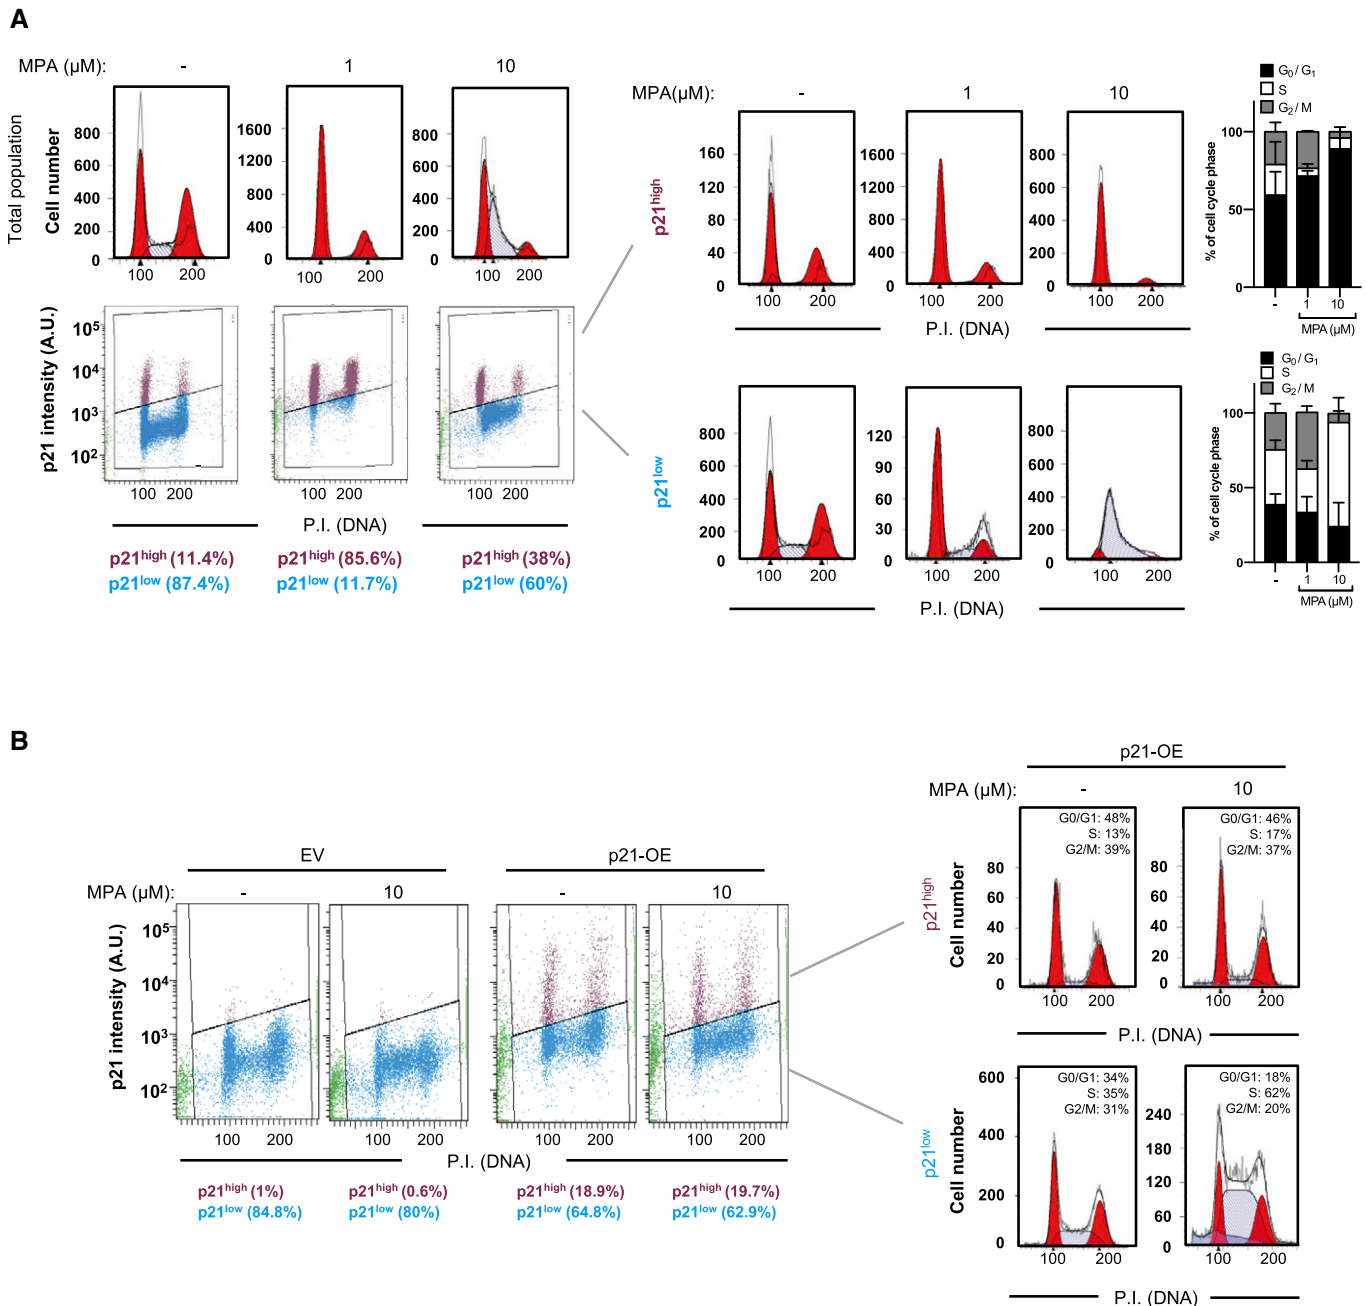 A
MPA (µM): - 1 10
Total population
Cell number
800
600
400
200
0
100 200
1600
1200
800
400
0
100 200
800
600
400
200
0
100 200
p21 intensity (A.U.)
10⁵
10⁴
10³
10²
100 200
100 200
100 200
P.I. (DNA)
p21high (11.4%) p21high (85.6%) p21high (38%)
p21low (87.4%) p21low (11.7%) p21low (60%)
MPA(µM): - 1 10
p21high
160
120
80
40
0
100 200
1600
1200
800
400
0
100 200
800
600
400
200
0
100 200
P.I. (DNA)
G0 / G1
S
G2 / M
% of cell cycle phase
100
50
0
- 1 10
MPA (µM)
p21low
800
600
400
200
0
100 200
120
90
60
30
0
100 200
800
600
400
200
0
100 200
P.I. (DNA)
G0 / G1
S
G2 / M
% of cell cycle phase
100
50
0
- 1 10
MPA (µM)
B
EV p21-OE
MPA (µM): - 10 - 10
p21 intensity (A.U.)
10⁵
10⁴
10³
10²
100 200
100 200
100 200
100 200
P.I. (DNA)
p21high (1%) p21high (0.6%) p21high (18.9%) p21high (19.7%)
p21low (84.8%) p21low (80%) p21low (64.8%) p21low (62.9%)
p21-OE
MPA (µM): - 10
p21high
Cell number
G0/G1: 48%
S: 13%
G2/M: 39%
80
60
40
20
0
100 200
G0/G1: 46%
S: 17%
G2/M: 37%
80
60
40
20
0
100 200
P.I. (DNA)
p21low
Cell number
G0/G1: 34%
S: 35%
G2/M: 31%
600
400
200
0
100 200
G0/G1: 18%
S: 62%
G2/M: 20%
240
180
120
60
0
100 200
P.I. (DNA)